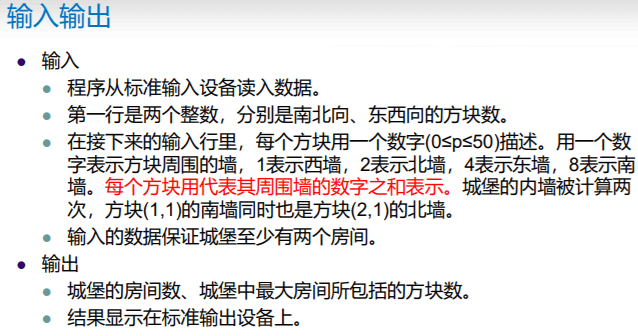 输入输出
输入
程序从标准输入设备读入数据。
第一行是两个整数，分别是南北向、东西向的方块数。
在接下来的输入行里，每个方块用一个数字(0≤p≤50)描述。用一个数
字表示方块周围的墙，1表示西墙，2表示北墙，4表示东墙，8表示南
墙。每个方块用代表其周围墙的数字之和表示。城堡的内墙被计算两
次，方块(1,1)的南墙同时也是方块(2,1)的北墙。
输入的数据保证城堡至少有两个房间。
输出
城堡的房间数、城堡中最大房间所包括的方块数。
结果显示在标准输出设备上。